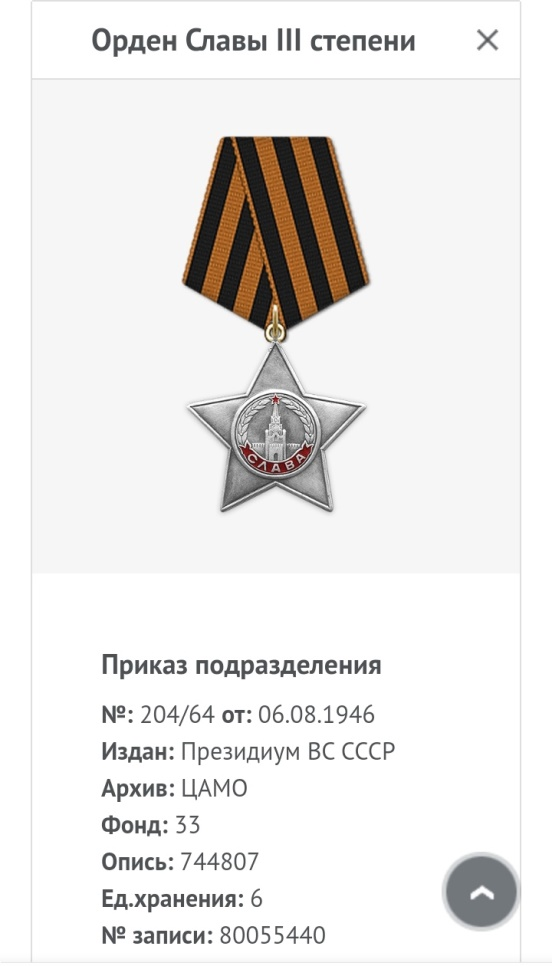 Орден Славы III степени
СЛАВА
Приказ подразделения
№: 204/64 от: 06.08.1946
Издан: Президиум ВС СССР
Архив: ЦАМО
Фонд: 33
Опись: 744807
Ед.хранения: 6
№ записи: 80055440